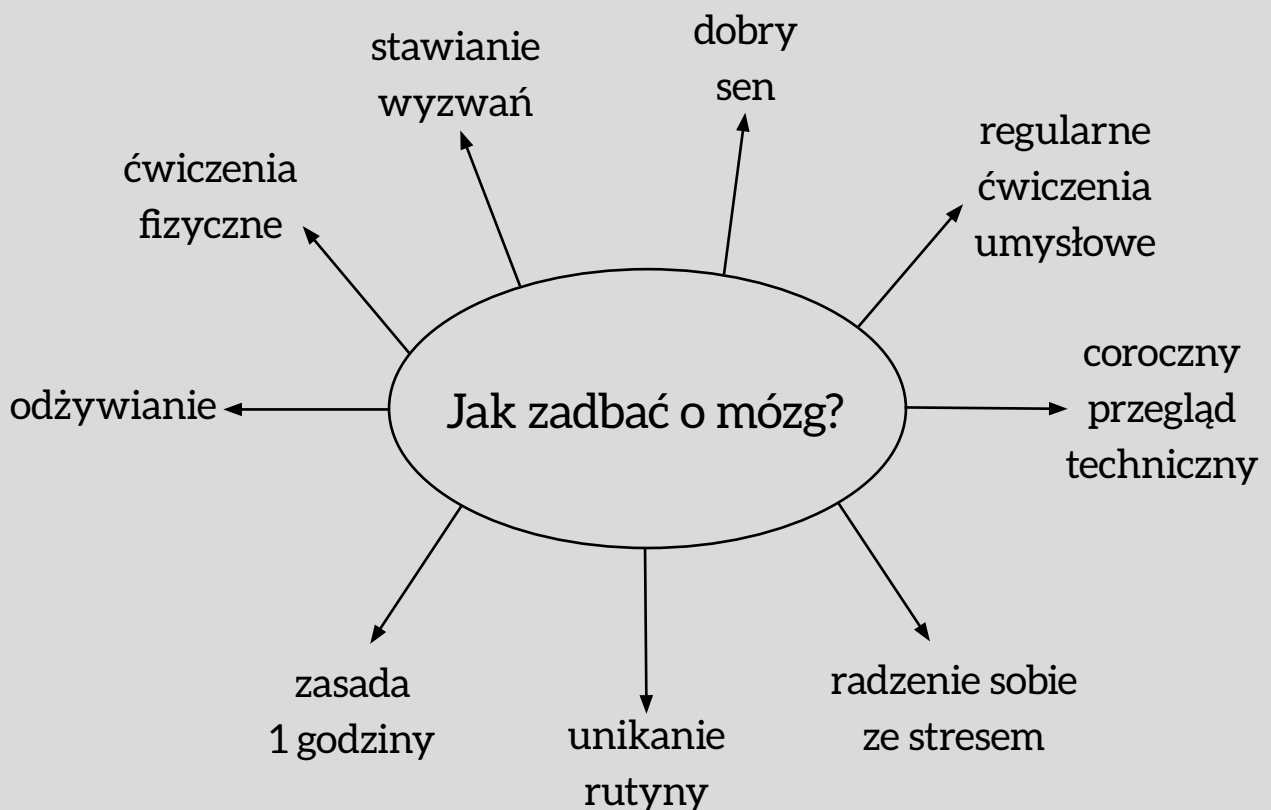 stawianie
wyzwań
dobry
sen
regularne
ćwiczenia
umysłowe
ćwiczenia
fizyczne
coroczny
przegląd
techniczny
odżywianie
Jak zadbać o mózg?
zasada
1 godziny
unikanie
rutyny
radzenie sobie
ze stresem